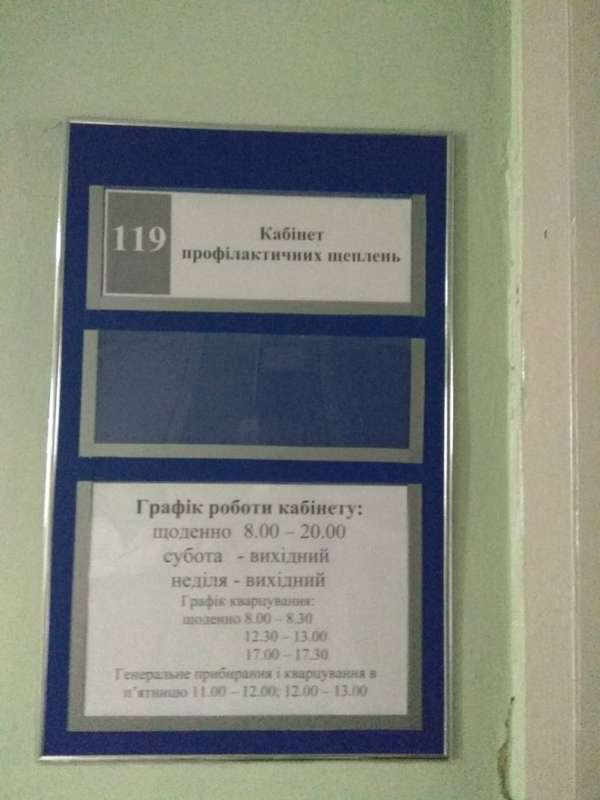 119
Кабінет
профілактичних щеплень
Графік роботи кабінету:
щоденно 8.00 – 20.00
субота - вихідний
неділя - вихідний
Графік кварцування:
щоденно 8.00 – 8.30
12.30 – 13.00
17.00 – 17.30
Генеральне прибирання і кварцування в
п'ятницю 11.00 – 12.00; 12.00 – 13.00